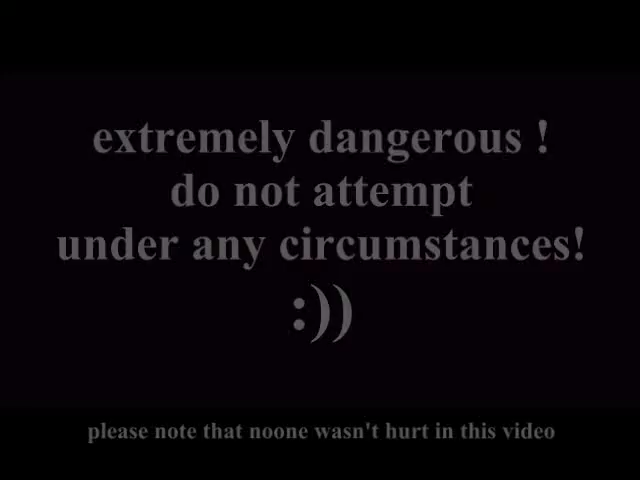 extremely dangerous !
do not attempt
under any circumstances!
:))
please note that noone wasn't hurt in this video